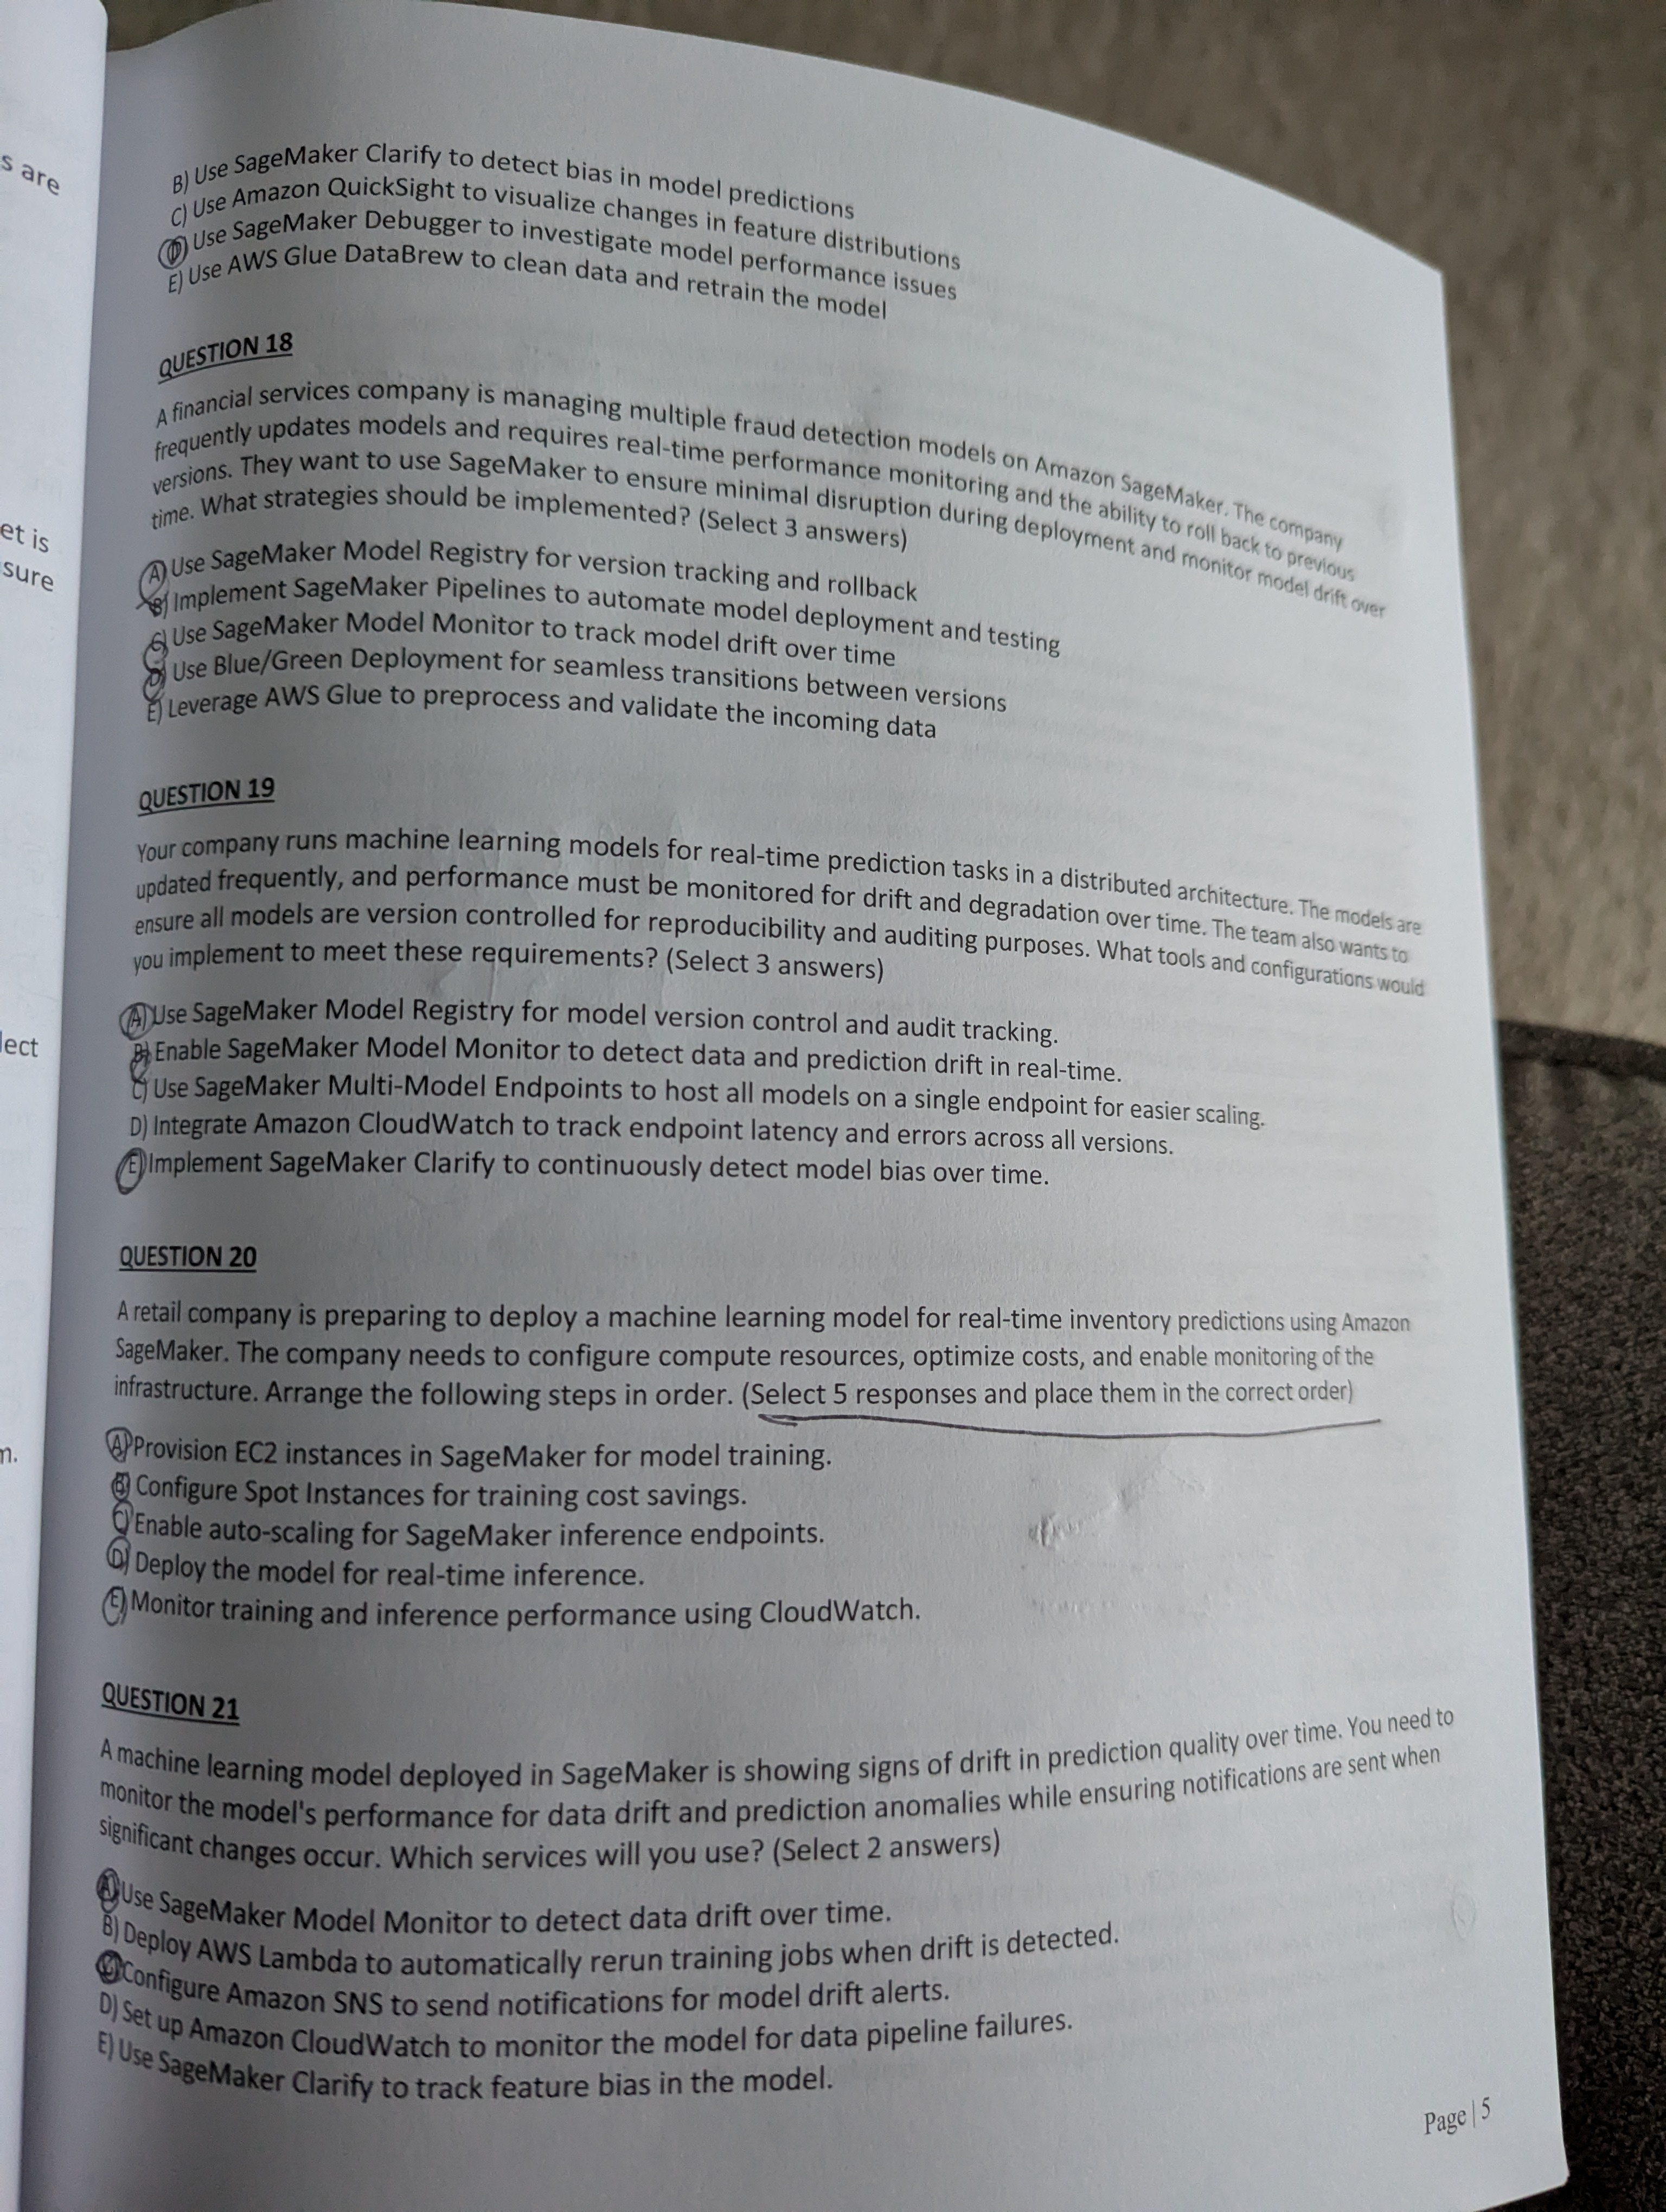 s are
et is
sure
lect
n.
B) Use SageMaker Clarify to detect bias in model predictions
C) Use Amazon QuickSight to visualize changes in feature distributions
D) Use SageMaker Debugger to investigate model performance issues
E) Use AWS Glue DataBrew to clean data and retrain the model
QUESTION 18
A financial services company is managing multiple fraud detection models on Amazon SageMaker. The company
frequently updates models and requires real-time performance monitoring and the ability to roll back to previous
versions. They want to use SageMaker to ensure minimal disruption during deployment and monitor model drift over
time. What strategies should be implemented? (Select 3 answers)
A) Use SageMaker Model Registry for version tracking and rollback
B) Implement SageMaker Pipelines to automate model deployment and testing
C) Use SageMaker Model Monitor to track model drift over time
D) Use Blue/Green Deployment for seamless transitions between versions
E) Leverage AWS Glue to preprocess and validate the incoming data
QUESTION 19
Your company runs machine learning models for real-time prediction tasks in a distributed architecture. The models are
updated frequently, and performance must be monitored for drift and degradation over time. The team also wants to
ensure all models are version controlled for reproducibility and auditing purposes. What tools and configurations would
you implement to meet these requirements? (Select 3 answers)
A) Use SageMaker Model Registry for model version control and audit tracking.
B) Enable SageMaker Model Monitor to detect data and prediction drift in real-time.
C) Use SageMaker Multi-Model Endpoints to host all models on a single endpoint for easier scaling.
D) Integrate Amazon CloudWatch to track endpoint latency and errors across all versions.
E) Implement SageMaker Clarify to continuously detect model bias over time.
QUESTION 20
A retail company is preparing to deploy a machine learning model for real-time inventory predictions using Amazon
SageMaker. The company needs to configure compute resources, optimize costs, and enable monitoring of the
infrastructure. Arrange the following steps in order. (Select 5 responses and place them in the correct order)
A) Provision EC2 instances in SageMaker for model training.
B) Configure Spot Instances for training cost savings.
C) Enable auto-scaling for SageMaker inference endpoints.
D) Deploy the model for real-time inference.
E) Monitor training and inference performance using CloudWatch.
QUESTION 21
A machine learning model deployed in SageMaker is showing signs of drift in prediction quality over time. You need to
monitor the model's performance for data drift and prediction anomalies while ensuring notifications are sent when
significant changes occur. Which services will you use? (Select 2 answers)
A) Use SageMaker Model Monitor to detect data drift over time.
B) Deploy AWS Lambda to automatically rerun training jobs when drift is detected.
C) Configure Amazon SNS to send notifications for model drift alerts.
D) Set up Amazon CloudWatch to monitor the model for data pipeline failures.
E) Use SageMaker Clarify to track feature bias in the model.
Page | 5